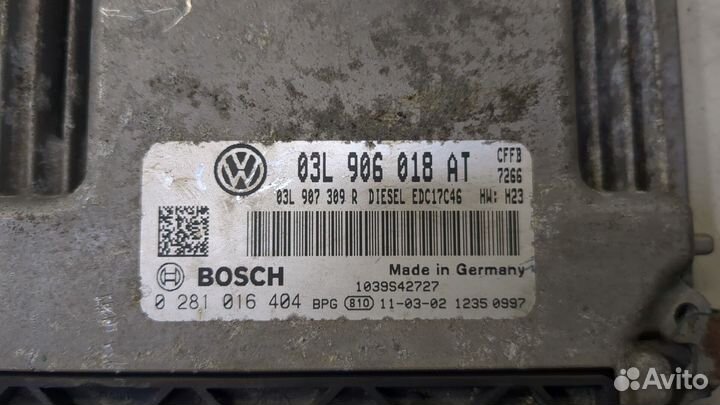 03L 906 018 AT CFFB
7266
03L 907 309 R DIESEL EDC17C46 HW: H23
BOSCH Made in Germany
1039S42727
0 281 016 404 BPG 810 11-03-02 1235 0997
Avito